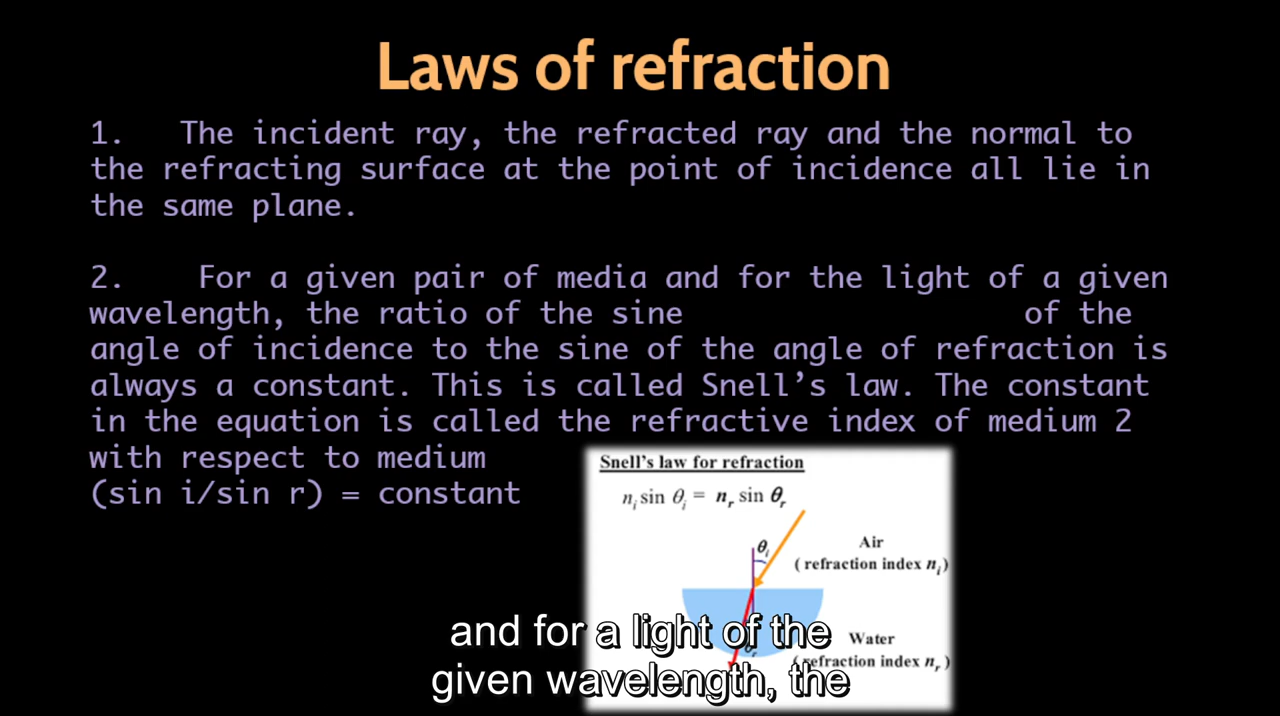 Laws of refraction
1. The incident ray, the refracted ray and the normal to
the refracting surface at the point of incidence all lie in
the same plane.
2. For a given pair of media and for the light of a given
wavelength, the ratio of the sine of the
angle of incidence to the sine of the angle of refraction is
always a constant. This is called Snell’s law. The constant
in the equation is called the refractive index of medium 2
with respect to medium
(sin i/sin r) = constant
Snell's law for refraction
nᵢ sin θᵢ = nᵣ sin θᵣ
θᵢ
Air
( refraction index nᵢ)
Water
(refraction index nᵣ)
θᵣ
and for a light of the
given wavelength, the